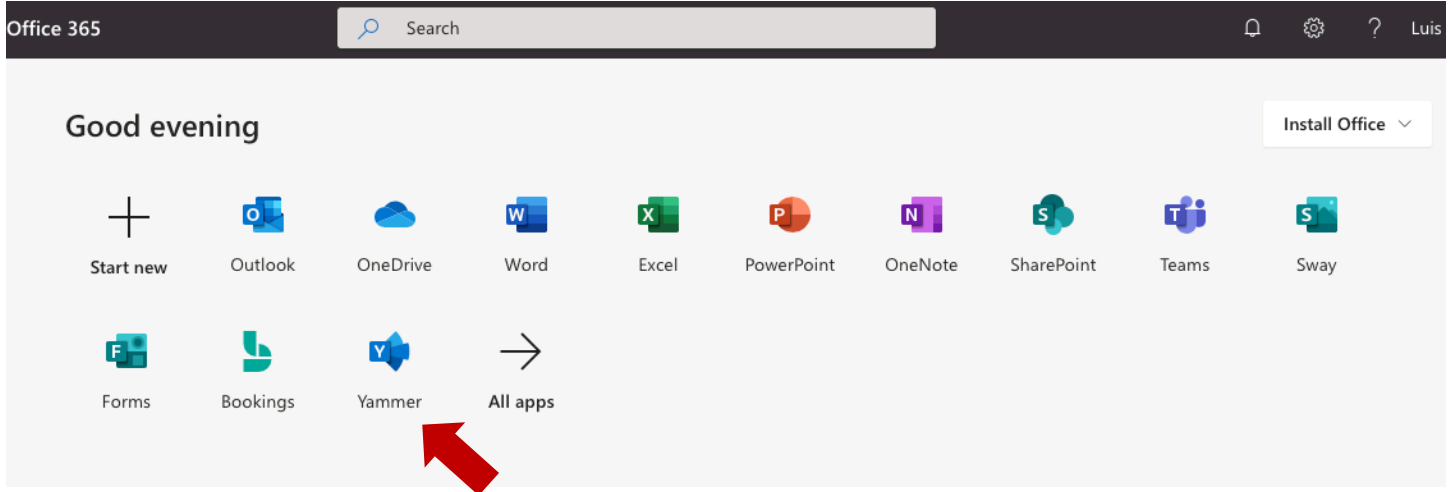 Office 365 Search ? Luis
Good evening Install Office
Start new Outlook OneDrive Word Excel PowerPoint OneNote SharePoint Teams Sway
Forms Bookings Yammer All apps
O W X P N S T S
F Y